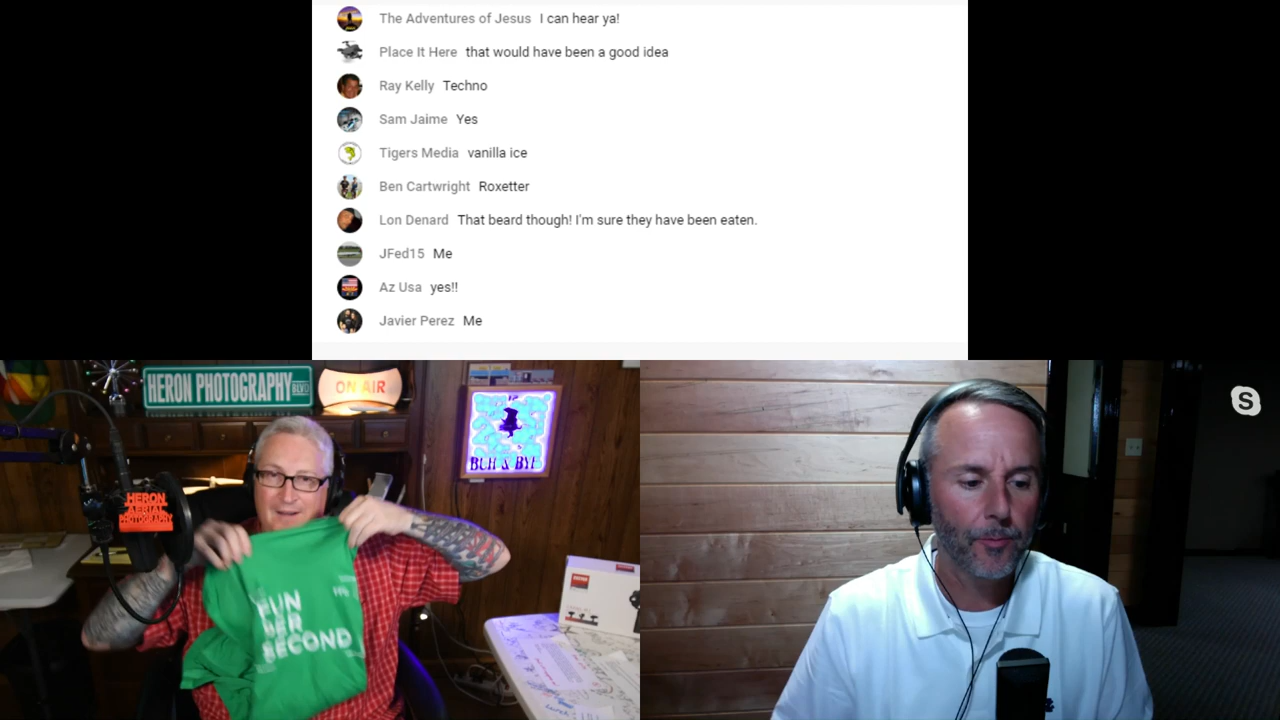 The Adventures of Jesus I can hear ya!
Place It Here that would have been a good idea
Ray Kelly Techno
Sam Jaime Yes
Tigers Media vanilla ice
Ben Cartwright Roxetter
Lon Denard That beard though! I'm sure they have been eaten.
JFed15 Me
Az Usa yes!!
Javier Perez Me
HERON PHOTOGRAPHY BLVD
ON AIR
BUH & BYE
HERON
AERIAL
PHOTOGRAPHY
FUN
PER
SECOND
S